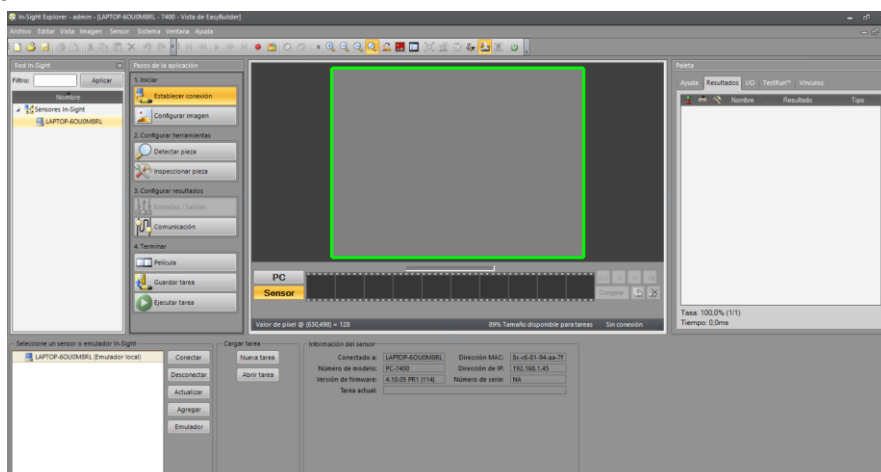 In-Sight Explorer - admin - [LAPTOP-6OU0M8RL - 7400 - Vista de EasyBuilder]
Archivo Editar Vista Imagen Sensor Sistema Ventana Ayuda
Red In-Sight
Filtro:
Aplicar
Nombre
Sensores In-Sight
LAPTOP-6OU0M8RL
Pasos de la aplicación
1. Iniciar
Establecer conexión
Configurar imagen
2. Configurar herramientas
Detectar pieza
Inspeccionar pieza
3. Configurar resultados
Entradas / Salidas
Comunicación
4. Terminar
Película
Guardar tarea
Ejecutar tarea
PC
Sensor
Congelar
Valor de píxel @ (630,498) = 128
89% Tamaño disponible para tareas
Sin conexión
Paleta
Ayuda Resultados I/O TestRun™ Vínculos
Nombre Resultado Tipo
Tasa: 100,0% (1/1)
Tiempo: 0,0ms
Seleccione un sensor o emulador In-Sight
LAPTOP-6OU0M8RL (Emulador local)
Conectar
Desconectar
Actualizar
Agregar
Emulador
Cargar tarea
Nueva tarea
Abrir tarea
Información del sensor
Conectado a: LAPTOP-6OU0M8RL Dirección MAC: 8c-c6-81-94-aa-7f
Número de modelo: PC-7400 Dirección de IP: 192.168.1.45
Versión de firmware: 4.10.05 PR1 (114) Número de serie: NA
Tarea actual: